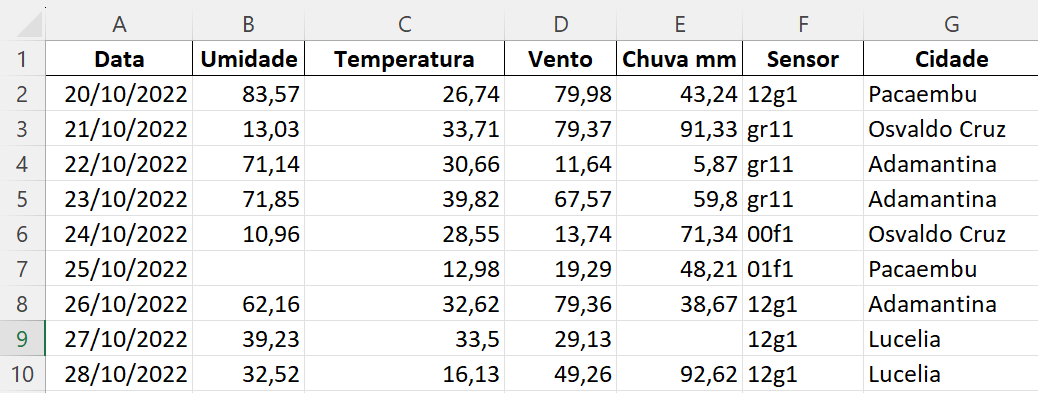 A B C D E F G
1 Data Umidade Temperatura Vento Chuva mm Sensor Cidade
2 20/10/2022 83,57 26,74 79,98 43,24 12g1 Pacaembu
3 21/10/2022 13,03 33,71 79,37 91,33 gr11 Osvaldo Cruz
4 22/10/2022 71,14 30,66 11,64 5,87 gr11 Adamantina
5 23/10/2022 71,85 39,82 67,57 59,8 gr11 Adamantina
6 24/10/2022 10,96 28,55 13,74 71,34 00f1 Osvaldo Cruz
7 25/10/2022 12,98 19,29 48,21 01f1 Pacaembu
8 26/10/2022 62,16 32,62 79,36 38,67 12g1 Adamantina
9 27/10/2022 39,23 33,5 29,13 12g1 Lucelia
10 28/10/2022 32,52 16,13 49,26 92,62 12g1 Lucelia